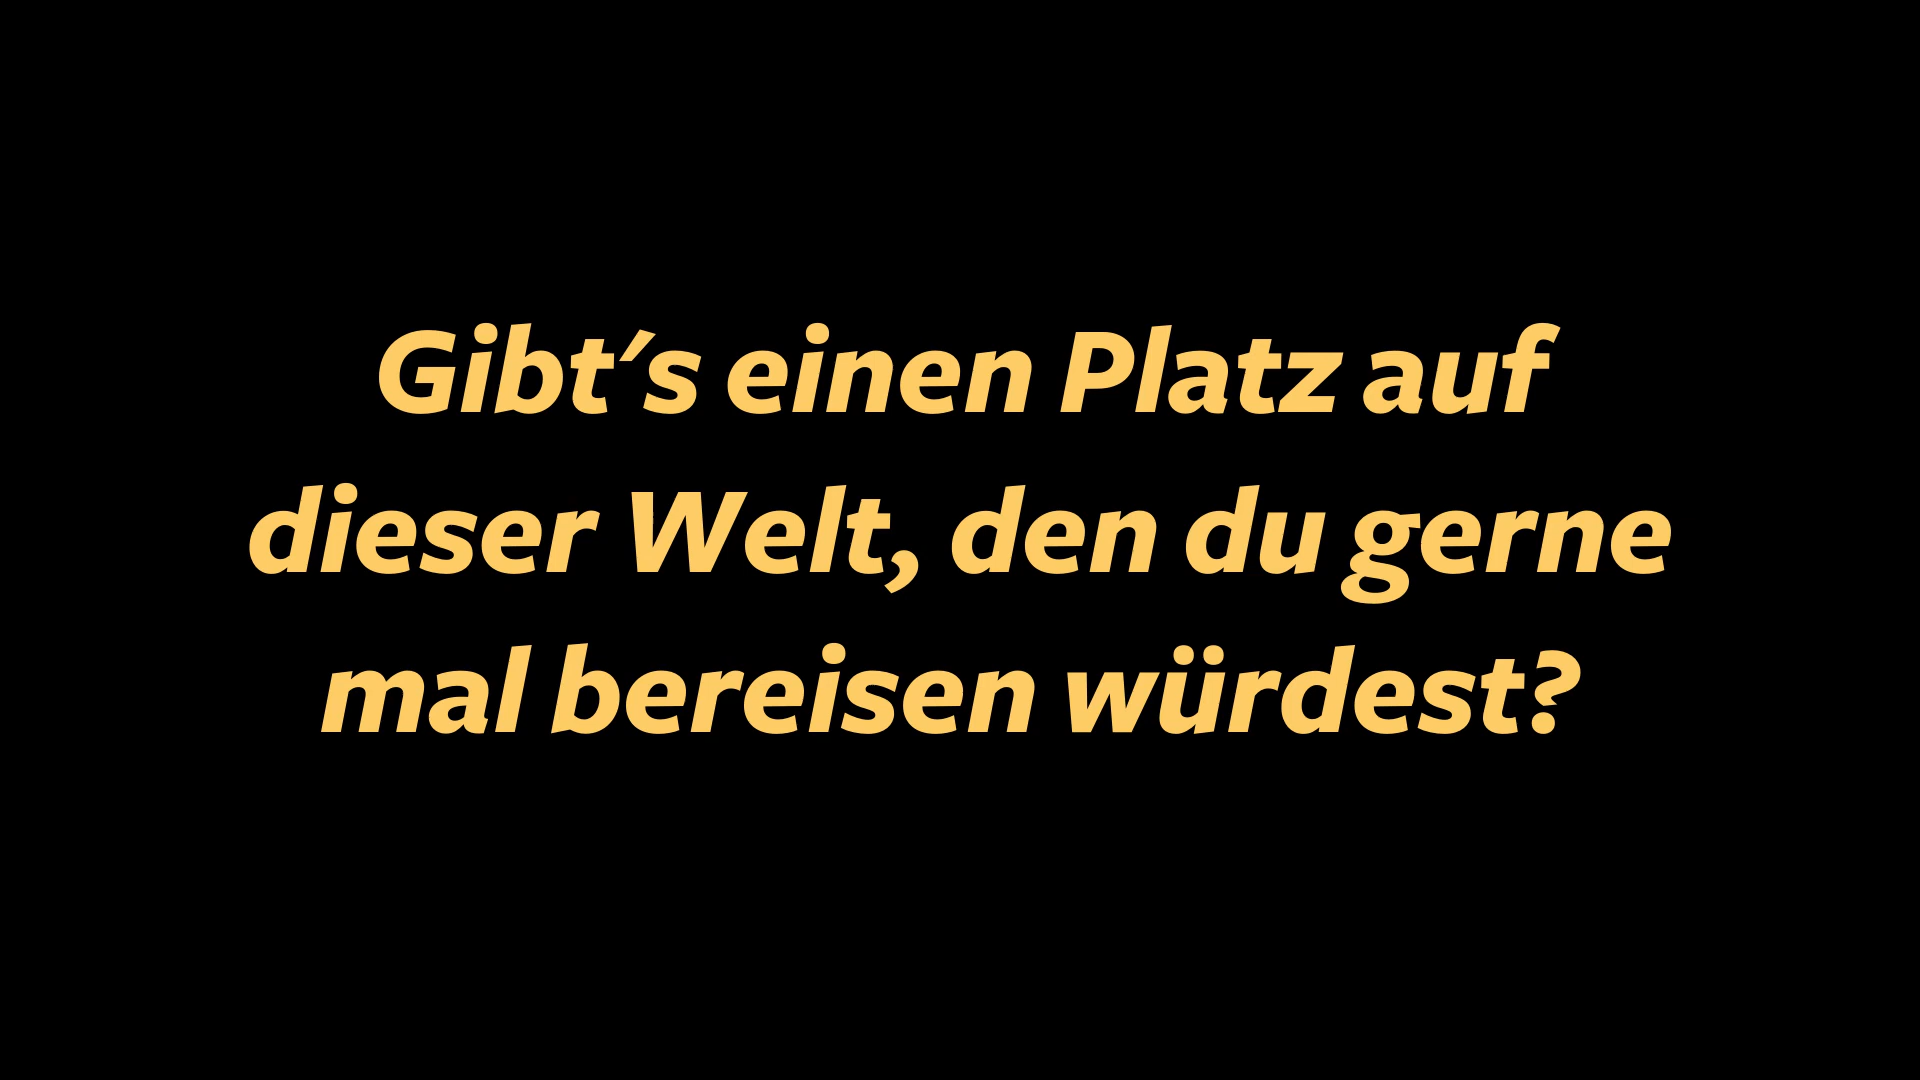 Gibt´s einen Platz auf
dieser Welt, den du gerne
mal bereisen würdest?